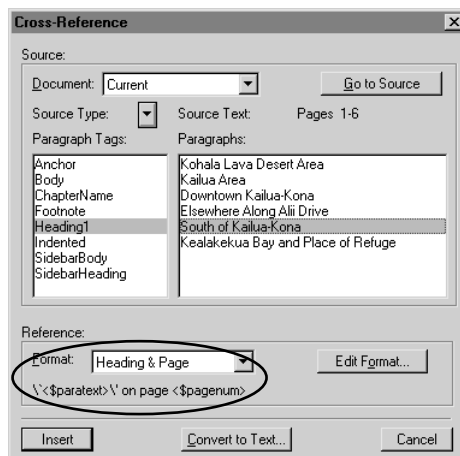 Cross-Reference
Source:
Document: Current
Go to Source
Source Type:
Source Text:
Pages 1-6
Paragraph Tags:
Paragraphs:
Anchor
Body
ChapterName
Footnote
Heading1
Indented
SidebarBody
SidebarHeading
Kohala Lava Desert Area
Kailua Area
Downtown Kailua-Kona
Elsewhere Along Alii Drive
South of Kailua-Kona
Kealakekua Bay and Place of Refuge
Reference:
Format: Heading & Page
Edit Format...
\'<$paratext>\' on page <$pagenum>
Insert
Convert to Text...
Cancel